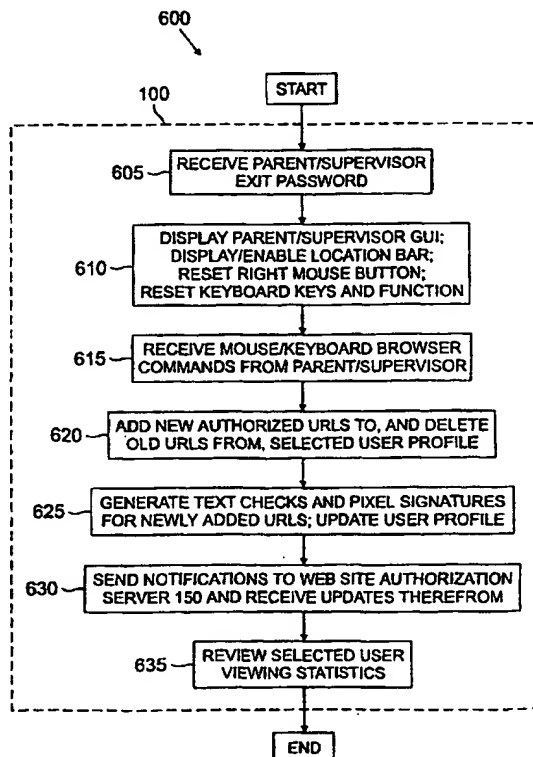 600
START
100
605
RECEIVE PARENT/SUPERVISOR
EXIT PASSWORD
610
DISPLAY PARENT/SUPERVISOR GUI;
DISPLAY/ENABLE LOCATION BAR;
RESET RIGHT MOUSE BUTTON;
RESET KEYBOARD KEYS AND FUNCTION
615
RECEIVE MOUSE/KEYBOARD BROWSER
COMMANDS FROM PARENT/SUPERVISOR
620
ADD NEW AUTHORIZED URLS TO, AND DELETE
OLD URLS FROM, SELECTED USER PROFILE
625
GENERATE TEXT CHECKS AND PIXEL SIGNATURES
FOR NEWLY ADDED URLS; UPDATE USER PROFILE
630
SEND NOTIFICATIONS TO WEB SITE AUTHORIZATION
SERVER 150 AND RECEIVE UPDATES THEREFROM
635
REVIEW SELECTED USER
VIEWING STATISTICS
END